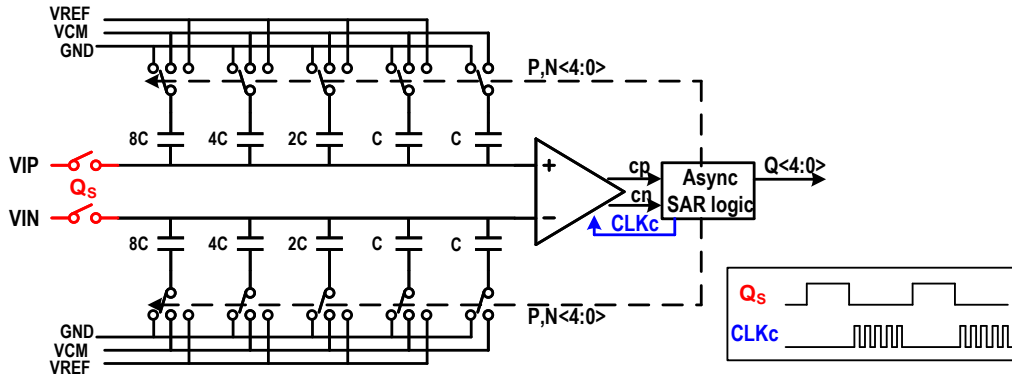 VREF
VCM
GND
P,N<4:0>
8C 4C 2C C C
VIP
QS
VIN
+
−
cp
cn
CLKc
Async
SAR logic
Q<4:0>
8C 4C 2C C C
P,N<4:0>
GND
VCM
VREF
QS
CLKc